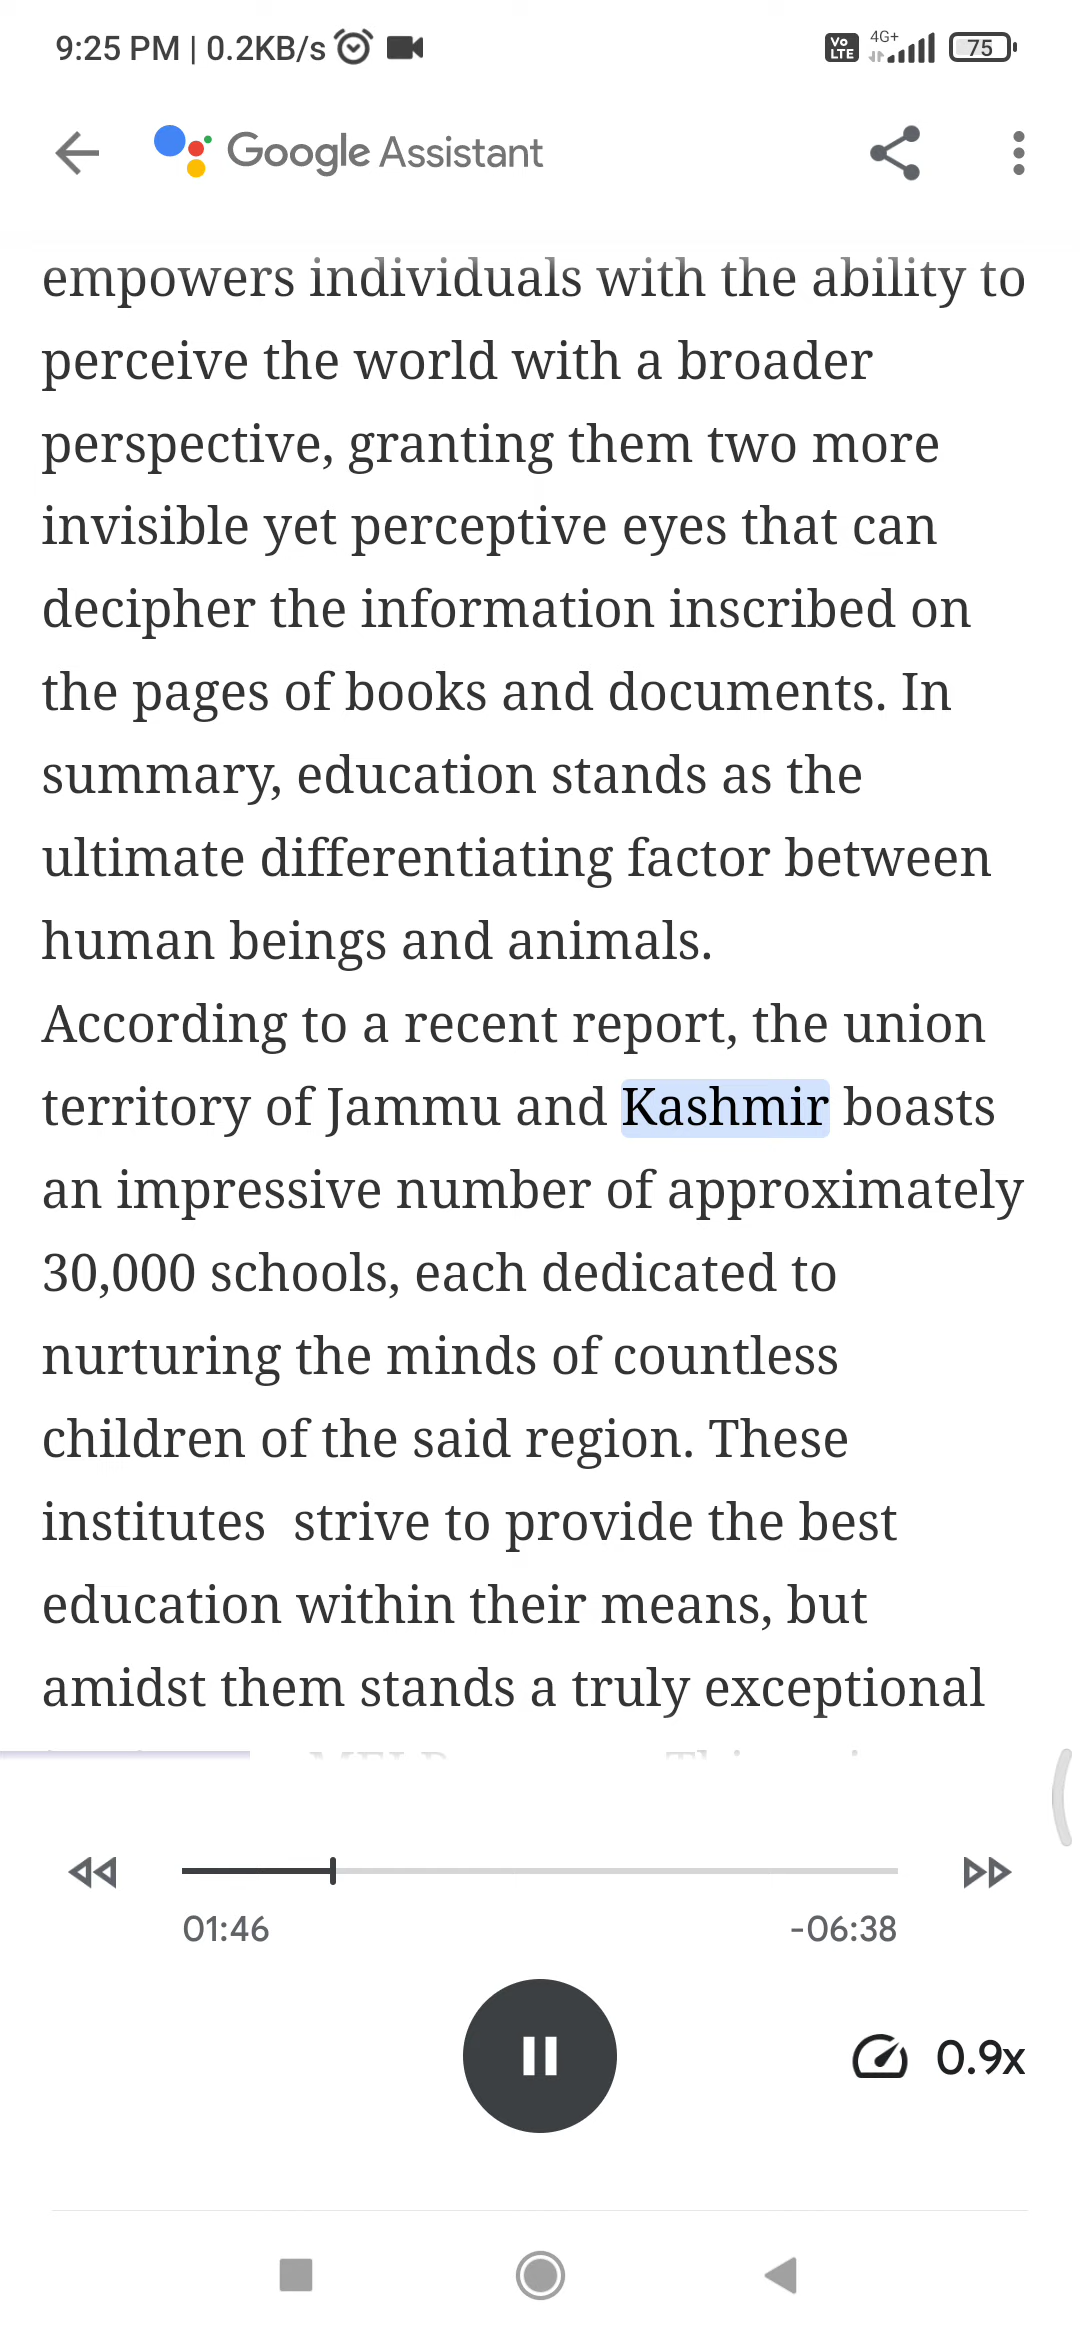 9:25 PM | 0.2KB/s
Vo LTE 4G+ 75
Google Assistant
empowers individuals with the ability to
perceive the world with a broader
perspective, granting them two more
invisible yet perceptive eyes that can
decipher the information inscribed on
the pages of books and documents. In
summary, education stands as the
ultimate differentiating factor between
human beings and animals.
According to a recent report, the union
territory of Jammu and Kashmir boasts
an impressive number of approximately
30,000 schools, each dedicated to
nurturing the minds of countless
children of the said region. These
institutes  strive to provide the best
education within their means, but
amidst them stands a truly exceptional
01:46
-06:38
0.9x